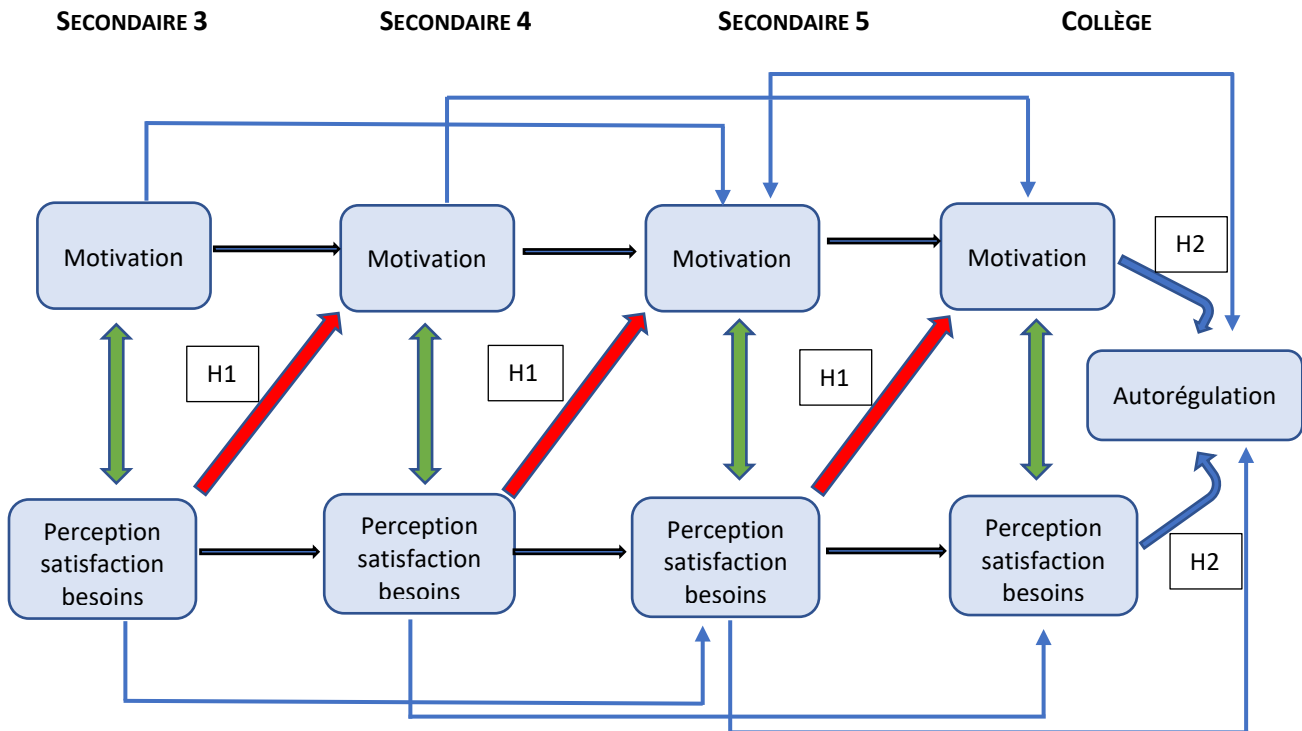 SECONDAIRE 3
SECONDAIRE 4
SECONDAIRE 5
COLLÈGE
Motivation
Motivation
Motivation
Motivation
H2
H1
H1
H1
Autorégulation
Perception
satisfaction
besoins
Perception
satisfaction
besoins
Perception
satisfaction
besoins
Perception
satisfaction
besoins
H2